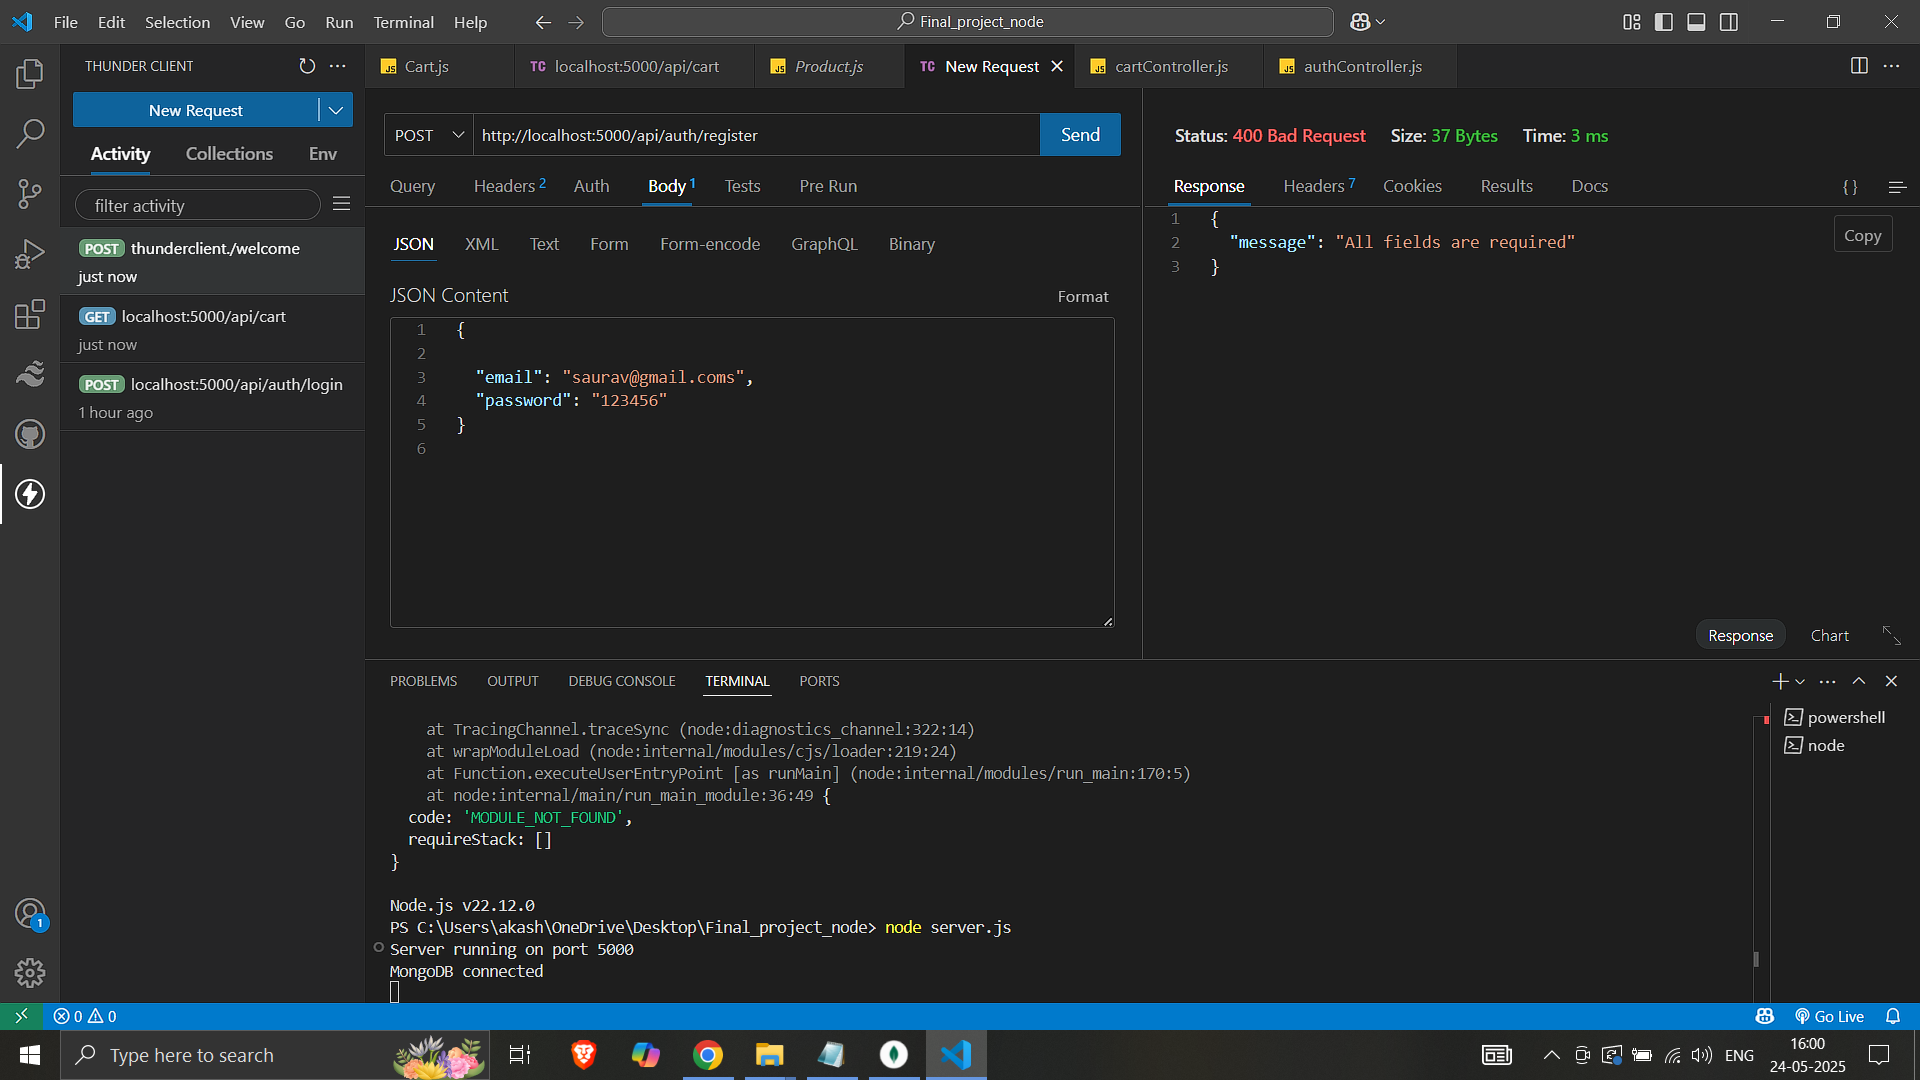 File Edit Selection View Go Run Terminal Help
Final_project_node
THUNDER CLIENT
New Request
Activity Collections Env
filter activity
POST thunderclient./welcome
just now
GET localhost:5000/api/cart
just now
POST localhost:5000/api/auth/login
1 hour ago
JS Cart.js
TC localhost:5000/api/cart
JS Product.js
TC New Request
JS cartController.js
JS authController.js
POST http://localhost:5000/api/auth/register Send
Query Headers 2 Auth Body 1 Tests Pre Run
JSON XML Text Form Form-encode GraphQL Binary
JSON Content Format
1 {
2
3 "email": "saurav@gmail.coms",
4 "password": "123456"
5 }
6
Status: 400 Bad Request Size: 37 Bytes Time: 3 ms
Response Headers 7 Cookies Results Docs { }
1 {
2 "message": "All fields are required"
3 }
Copy
Response Chart
PROBLEMS OUTPUT DEBUG CONSOLE TERMINAL PORTS
at TracingChannel.traceSync (node:diagnostics_channel:322:14)
at wrapModuleLoad (node:internal/modules/cjs/loader:219:24)
at Function.executeUserEntryPoint [as runMain] (node:internal/modules/run_main:170:5)
at node:internal/main/run_main_module:36:49 {
code: 'MODULE_NOT_FOUND',
requireStack: []
}
Node.js v22.12.0
PS C:\Users\akash\OneDrive\Desktop\Final_project_node> node server.js
Server running on port 5000
MongoDB connected
powershell
node
1
0 0
Go Live
Type here to search
ENG
16:00
24-05-2025